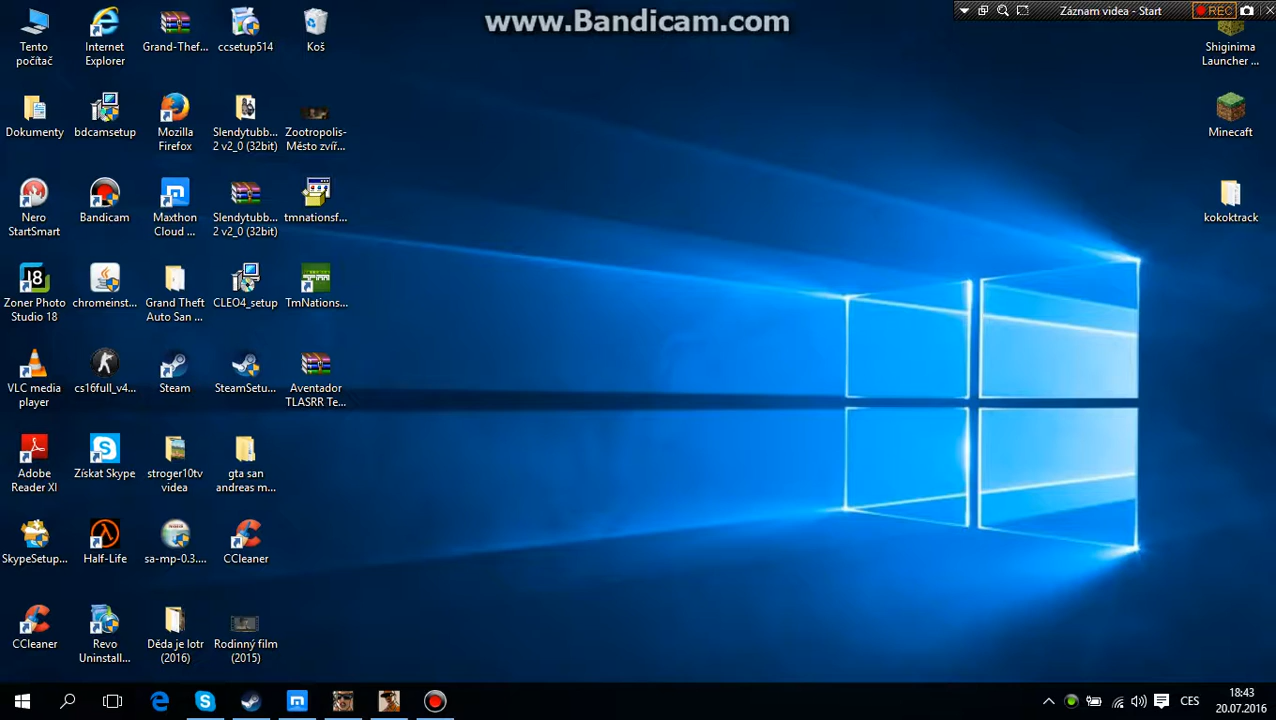 www.Bandicam.com
Záznam videa - Start
REC
Tento
počítač
Internet
Explorer
Grand-Thef...
ccsetup514
Koš
Shiginima
Launcher ...
Dokumenty
bdcamsetup
Mozilla
Firefox
Slendytubb...
2 v2_0 (32bit)
Zootropolis-
Město zvíř...
Minecaft
Nero
StartSmart
Bandicam
Maxthon
Cloud ...
Slendytubb...
2 v2_0 (32bit)
tmnationsf...
kokoktrack
Zoner Photo
Studio 18
chromeinst...
Grand Theft
Auto San ...
CLEO4_setup
TmNations...
VLC media
player
cs16full_v4...
Steam
SteamSetu...
Aventador
TLASRR Te...
Adobe
Reader XI
Získat Skype
stroger10tv
videa
gta san
andreas m...
SkypeSetup...
Half-Life
sa-mp-0.3....
CCleaner
CCleaner
Revo
Uninstall...
Děda je lotr
(2016)
Rodinný film
(2015)
CES
18:43
20.07.2016